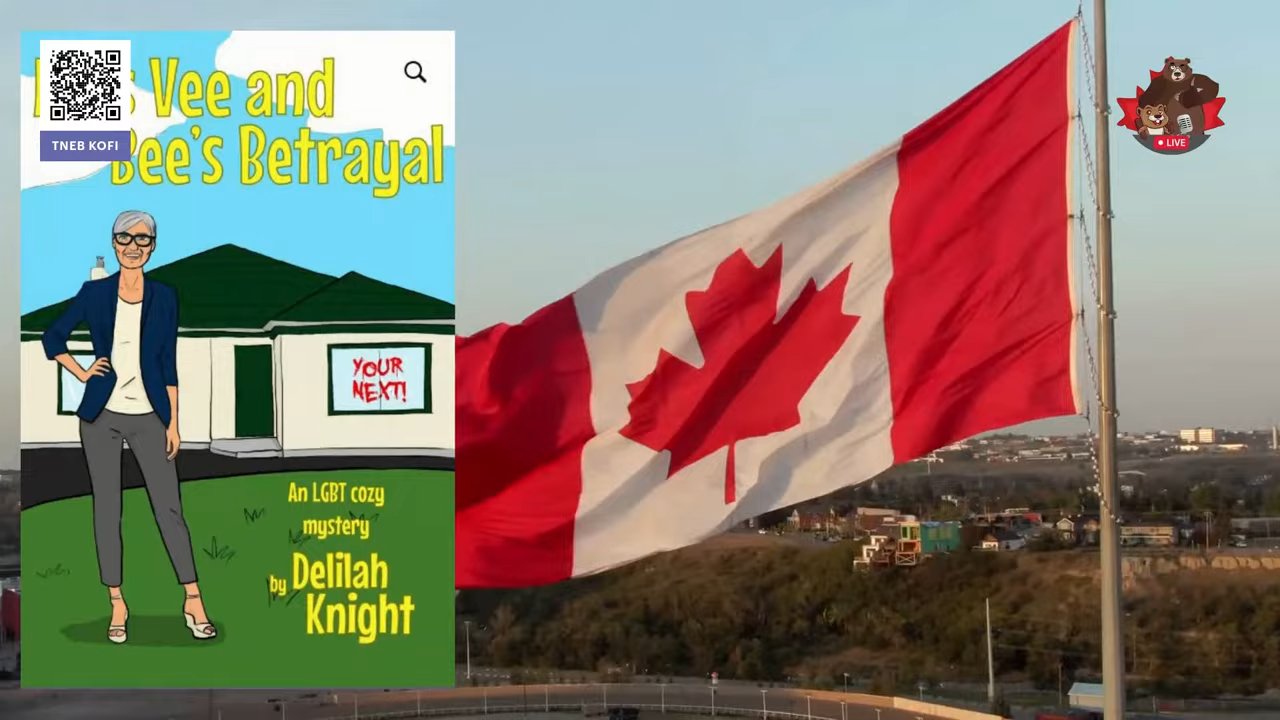 Vee and
Bee's Betrayal
TNEB KOFI
LIVE
YOUR
NEXT!
An LGBT cozy
mystery
by Delilah
Knight